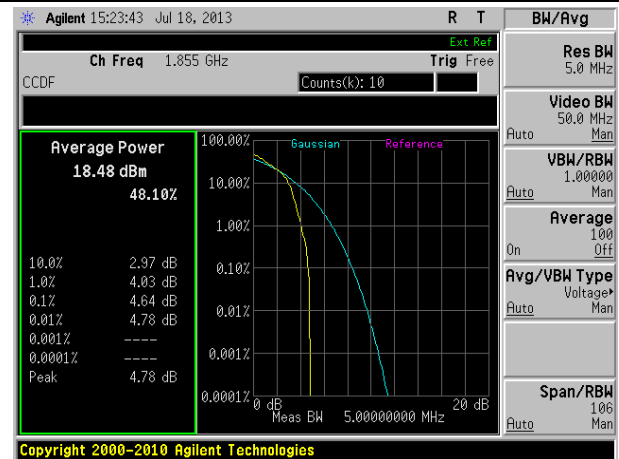 Agilent 15:23:43 Jul 18, 2013 R T
BW/Avg
Ext Ref
Ch Freq 1.855 GHz Trig Free
CCDF Counts(k): 10
Res BW
5.0 MHz
Video BW
50.0 MHz
Auto Man
VBW/RBW
1.00000
Auto Man
Average
100
On Off
Avg/VBW Type
Voltage▸
Auto Man
Span/RBW
106
Auto Man
Average Power
18.48 dBm
48.10%
10.0% 2.97 dB
1.0% 4.03 dB
0.1% 4.64 dB
0.01% 4.78 dB
0.001% ----
0.0001% ----
Peak 4.78 dB
Gaussian Reference
100.00%
10.00%
1.00%
0.10%
0.01%
0.001%
0.0001%
0 dB 20 dB
Meas BW 5.00000000 MHz
Copyright 2000-2010 Agilent Technologies